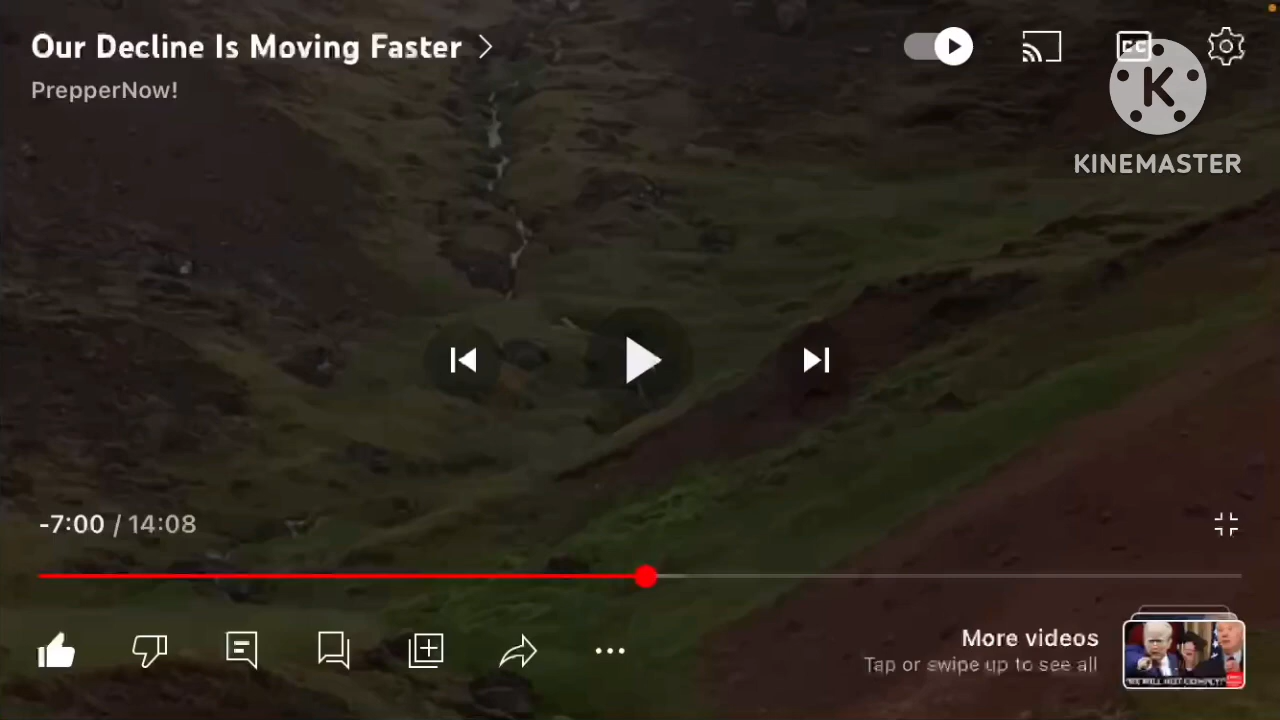 Our Decline Is Moving Faster
PrepperNow!
CC
K
KINEMASTER
-7:00 / 14:08
More videos
Tap or swipe up to see all